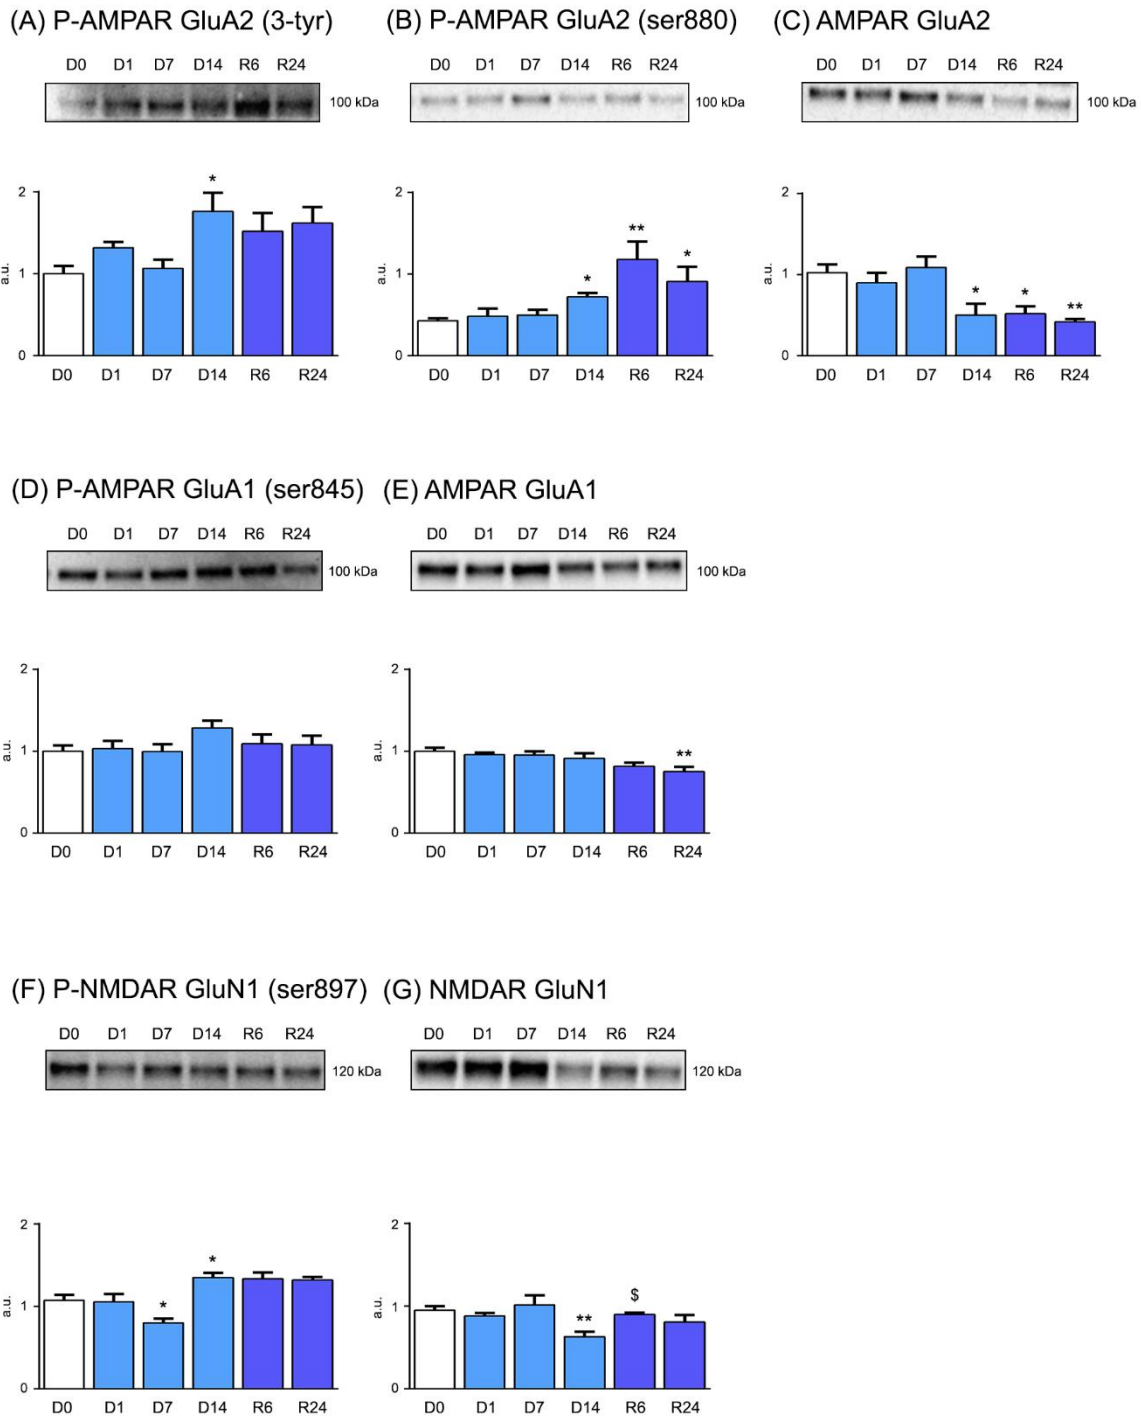 (A) P-AMPAR GluA2 (3-tyr) (B) P-AMPAR GluA2 (ser880) (C) AMPAR GluA2
D0 D1 D7 D14 R6 R24 D0 D1 D7 D14 R6 R24 D0 D1 D7 D14 R6 R24
100 kDa 100 kDa 100 kDa
2 * 2 ** * * 2
a.u. 1 a.u. 1 a.u. 1 * * **
0 0 0
D0 D1 D7 D14 R6 R24 D0 D1 D7 D14 R6 R24 D0 D1 D7 D14 R6 R24
(D) P-AMPAR GluA1 (ser845) (E) AMPAR GluA1
D0 D1 D7 D14 R6 R24 D0 D1 D7 D14 R6 R24
100 kDa 100 kDa
2 2
a.u. 1 a.u. 1 **
0 0
D0 D1 D7 D14 R6 R24 D0 D1 D7 D14 R6 R24
(F) P-NMDAR GluN1 (ser897) (G) NMDAR GluN1
D0 D1 D7 D14 R6 R24 D0 D1 D7 D14 R6 R24
120 kDa 120 kDa
2 2
a.u. 1 * * a.u. 1 ** $
0 0
D0 D1 D7 D14 R6 R24 D0 D1 D7 D14 R6 R24